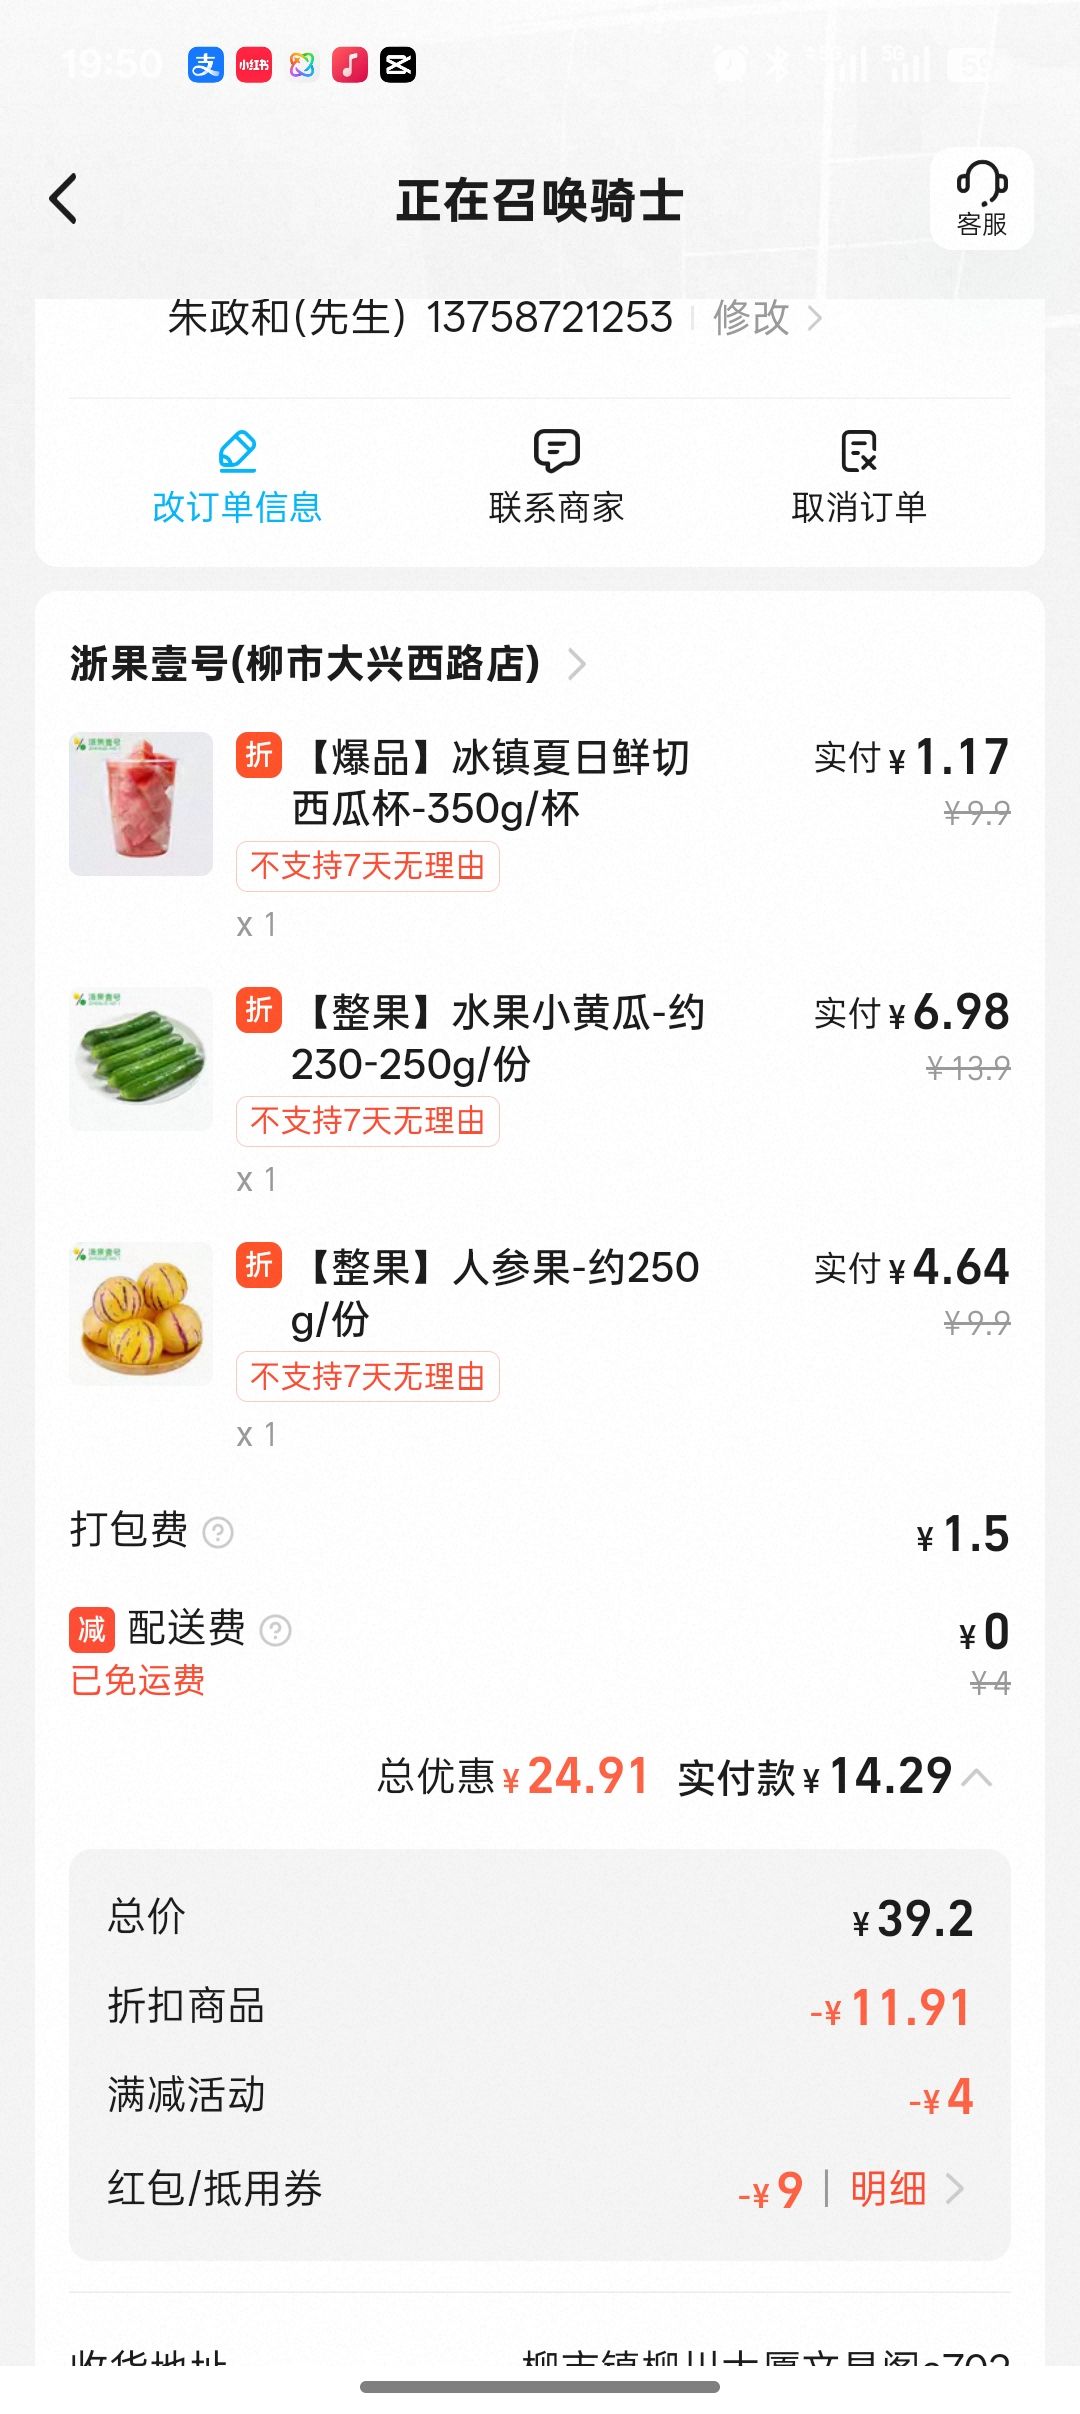 19:50
支 小红书
正在召唤骑士
客服
朱政和(先生) 13758721253 修改
改订单信息 联系商家 取消订单
浙果壹号(柳市大兴西路店)
折 【爆品】冰镇夏日鲜切 实付 ¥1.17
西瓜杯-350g/杯 ¥9.9
不支持7天无理由
x 1
折 【整果】水果小黄瓜-约 实付 ¥6.98
230-250g/份 ¥13.9
不支持7天无理由
x 1
折 【整果】人参果-约250 实付 ¥4.64
g/份 ¥9.9
不支持7天无理由
x 1
打包费 ? ¥1.5
减 配送费 ? ¥0
已免运费 ¥4
总优惠 ¥24.91 实付款 ¥14.29
总价 ¥39.2
折扣商品 -¥11.91
满减活动 -¥4
红包/抵用券 -¥9 | 明细
收货地址